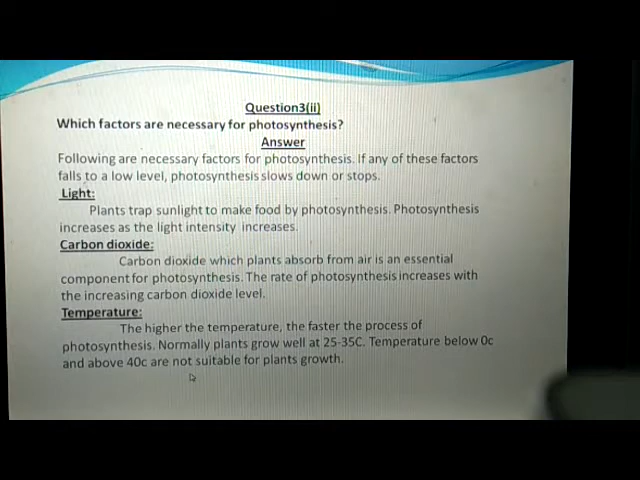 Question3(ii)
Which factors are necessary for photosynthesis?
Answer
Following are necessary factors for photosynthesis. If any of these factors
falls to a low level, photosynthesis slows down or stops.
Light:
Plants trap sunlight to make food by photosynthesis. Photosynthesis
increases as the light intensity increases.
Carbon dioxide:
Carbon dioxide which plants absorb from air is an essential
component for photosynthesis. The rate of photosynthesis increases with
the increasing carbon dioxide level.
Temperature:
The higher the temperature, the faster the process of
photosynthesis. Normally plants grow well at 25-35C. Temperature below 0c
and above 40c are not suitable for plants growth.